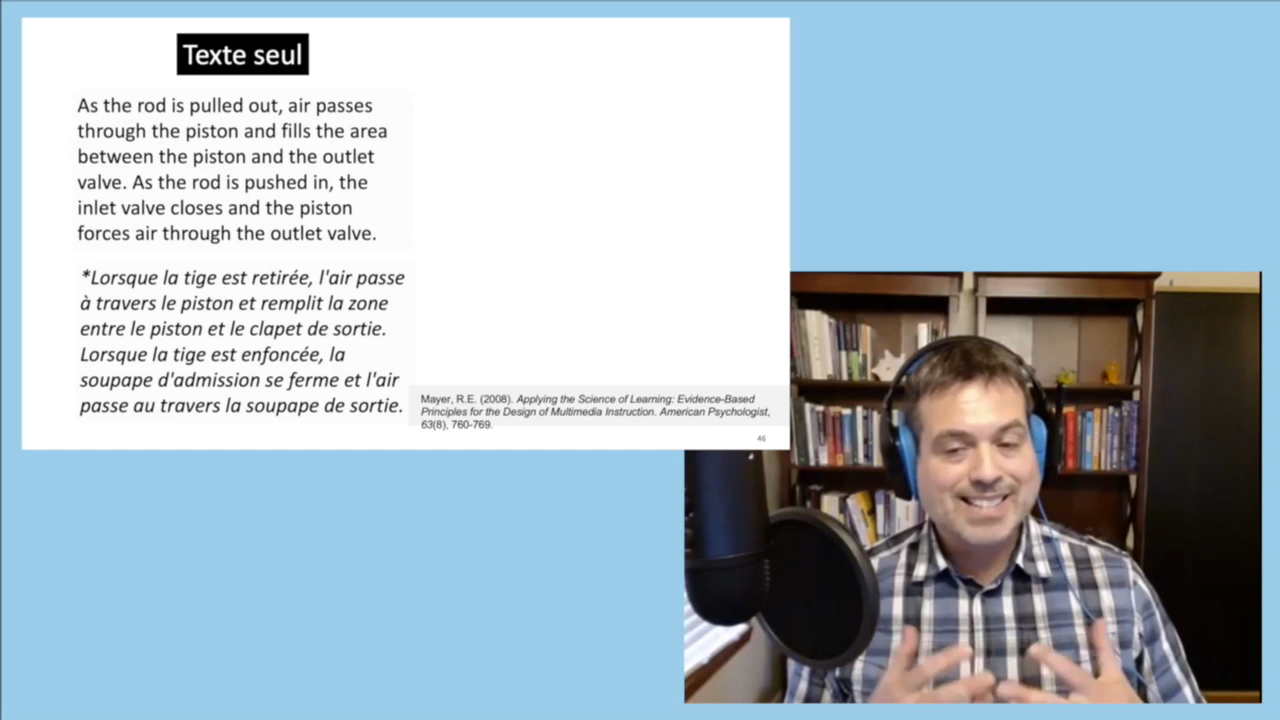 Texte seul
As the rod is pulled out, air passes
through the piston and fills the area
between the piston and the outlet
valve. As the rod is pushed in, the
inlet valve closes and the piston
forces air through the outlet valve.
*Lorsque la tige est retirée, l'air passe
à travers le piston et remplit la zone
entre le piston et le clapet de sortie.
Lorsque la tige est enfoncée, la
soupape d'admission se ferme et l'air
passe au travers la soupape de sortie.
Mayer, R.E. (2008). Applying the Science of Learning: Evidence-Based
Principles for the Design of Multimedia Instruction. American Psychologist,
63(8), 760-769.
46